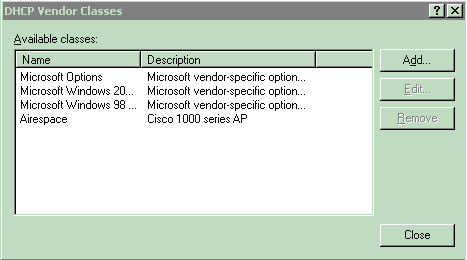 DHCP Vendor Classes
Available classes:
Name Description
Microsoft Options Microsoft vendor-specific option...
Microsoft Windows 20... Microsoft vendor-specific option...
Microsoft Windows 98 ... Microsoft vendor-specific option...
Airespace Cisco 1000 series AP
Add...
Edit...
Remove
Close